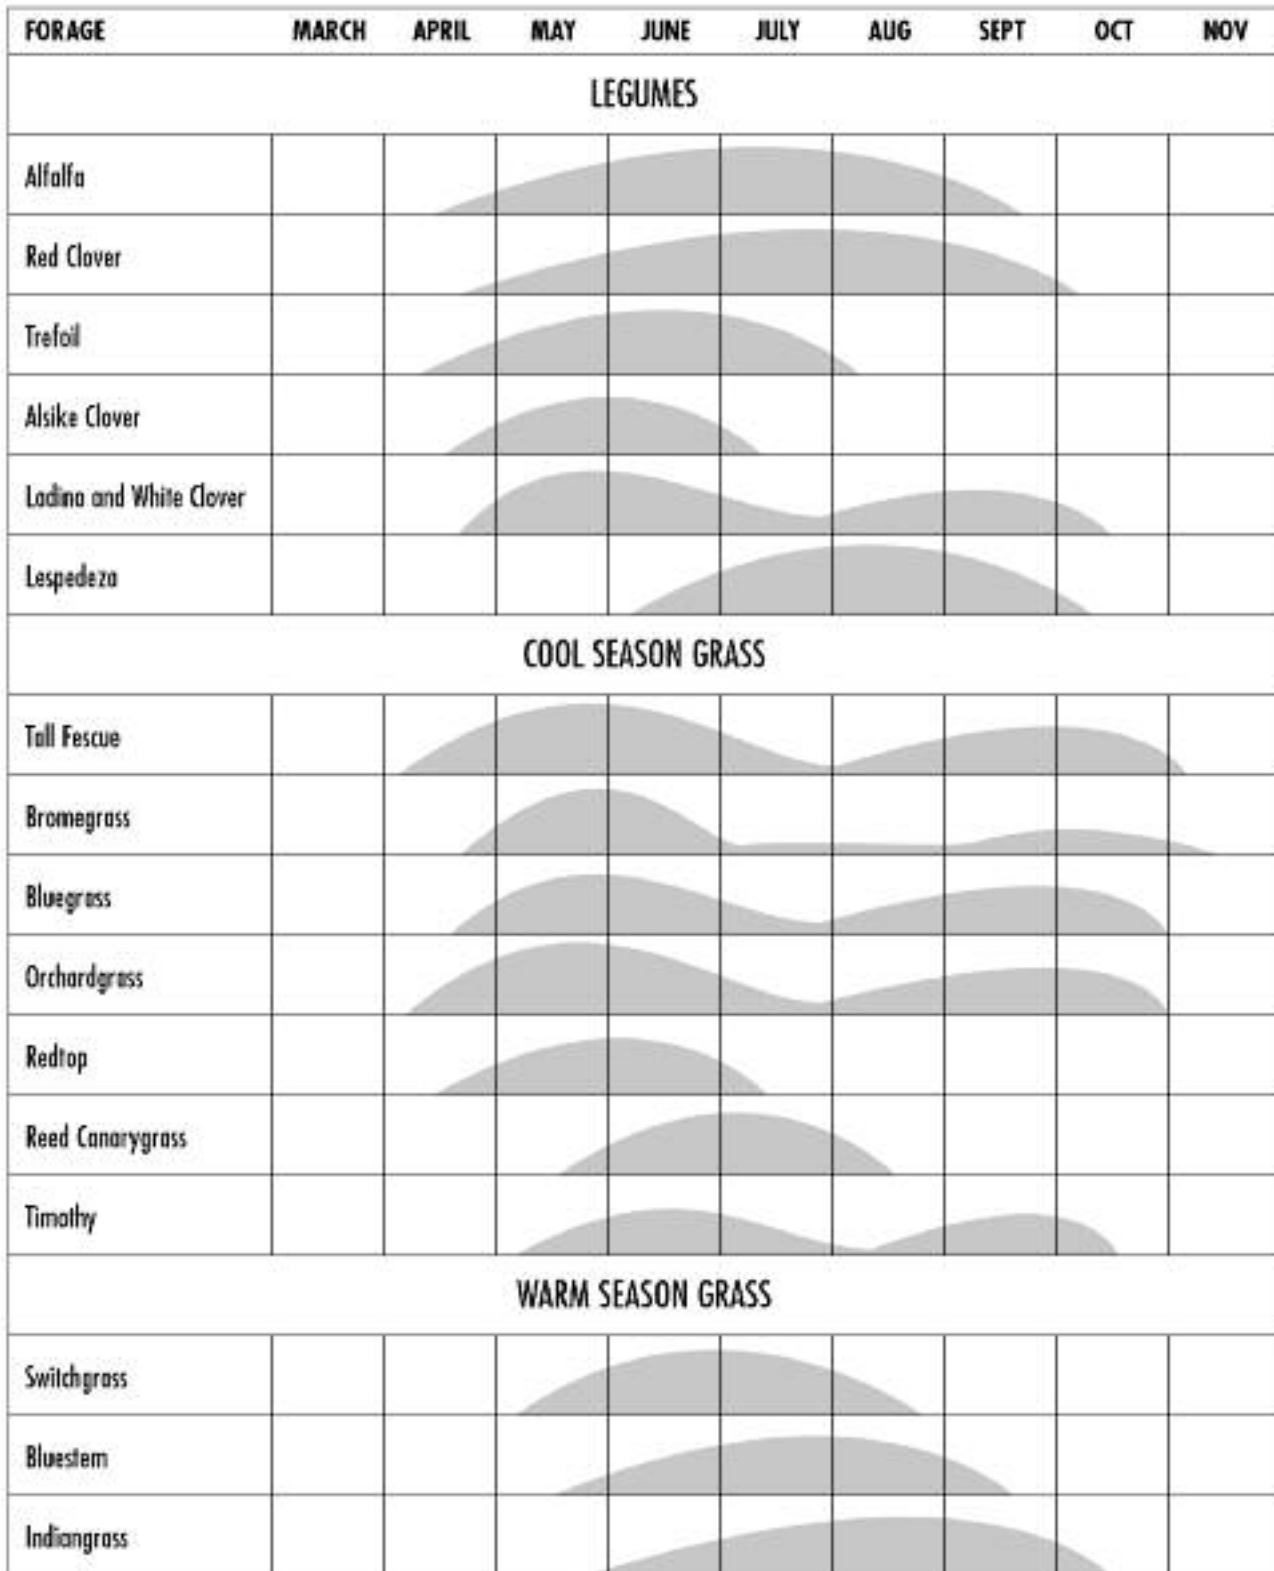 FORAGE MARCH APRIL MAY JUNE JULY AUG SEPT OCT NOV
LEGUMES
Alfalfa
Red Clover
Trefoil
Alsike Clover
Ladino and White Clover
Lespedeza
COOL SEASON GRASS
Tall Fescue
Bromegrass
Bluegrass
Orchardgrass
Redtop
Reed Canarygrass
Timothy
WARM SEASON GRASS
Switchgrass
Bluestem
Indiangrass